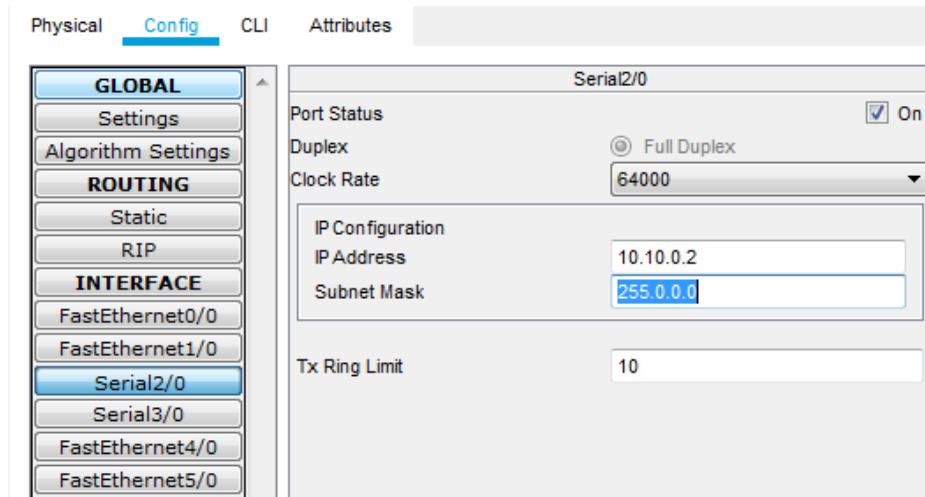 Physical Config CLI Attributes
GLOBAL
Settings
Algorithm Settings
ROUTING
Static
RIP
INTERFACE
FastEthernet0/0
FastEthernet1/0
Serial2/0
Serial3/0
FastEthernet4/0
FastEthernet5/0
Serial2/0
Port Status On
Duplex Full Duplex
Clock Rate 64000
IP Configuration
IP Address 10.10.0.2
Subnet Mask 255.0.0.0
Tx Ring Limit 10